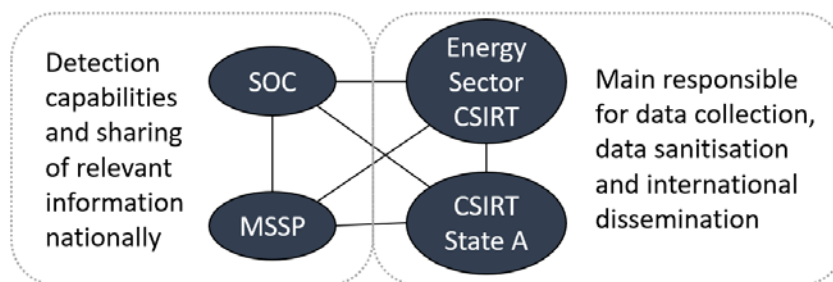 Detection
capabilities
and sharing
of relevant
information
nationally
SOC
MSSP
Energy
Sector
CSIRT
CSIRT
State A
Main responsible
for data collection,
data sanitisation
and international
dissemination